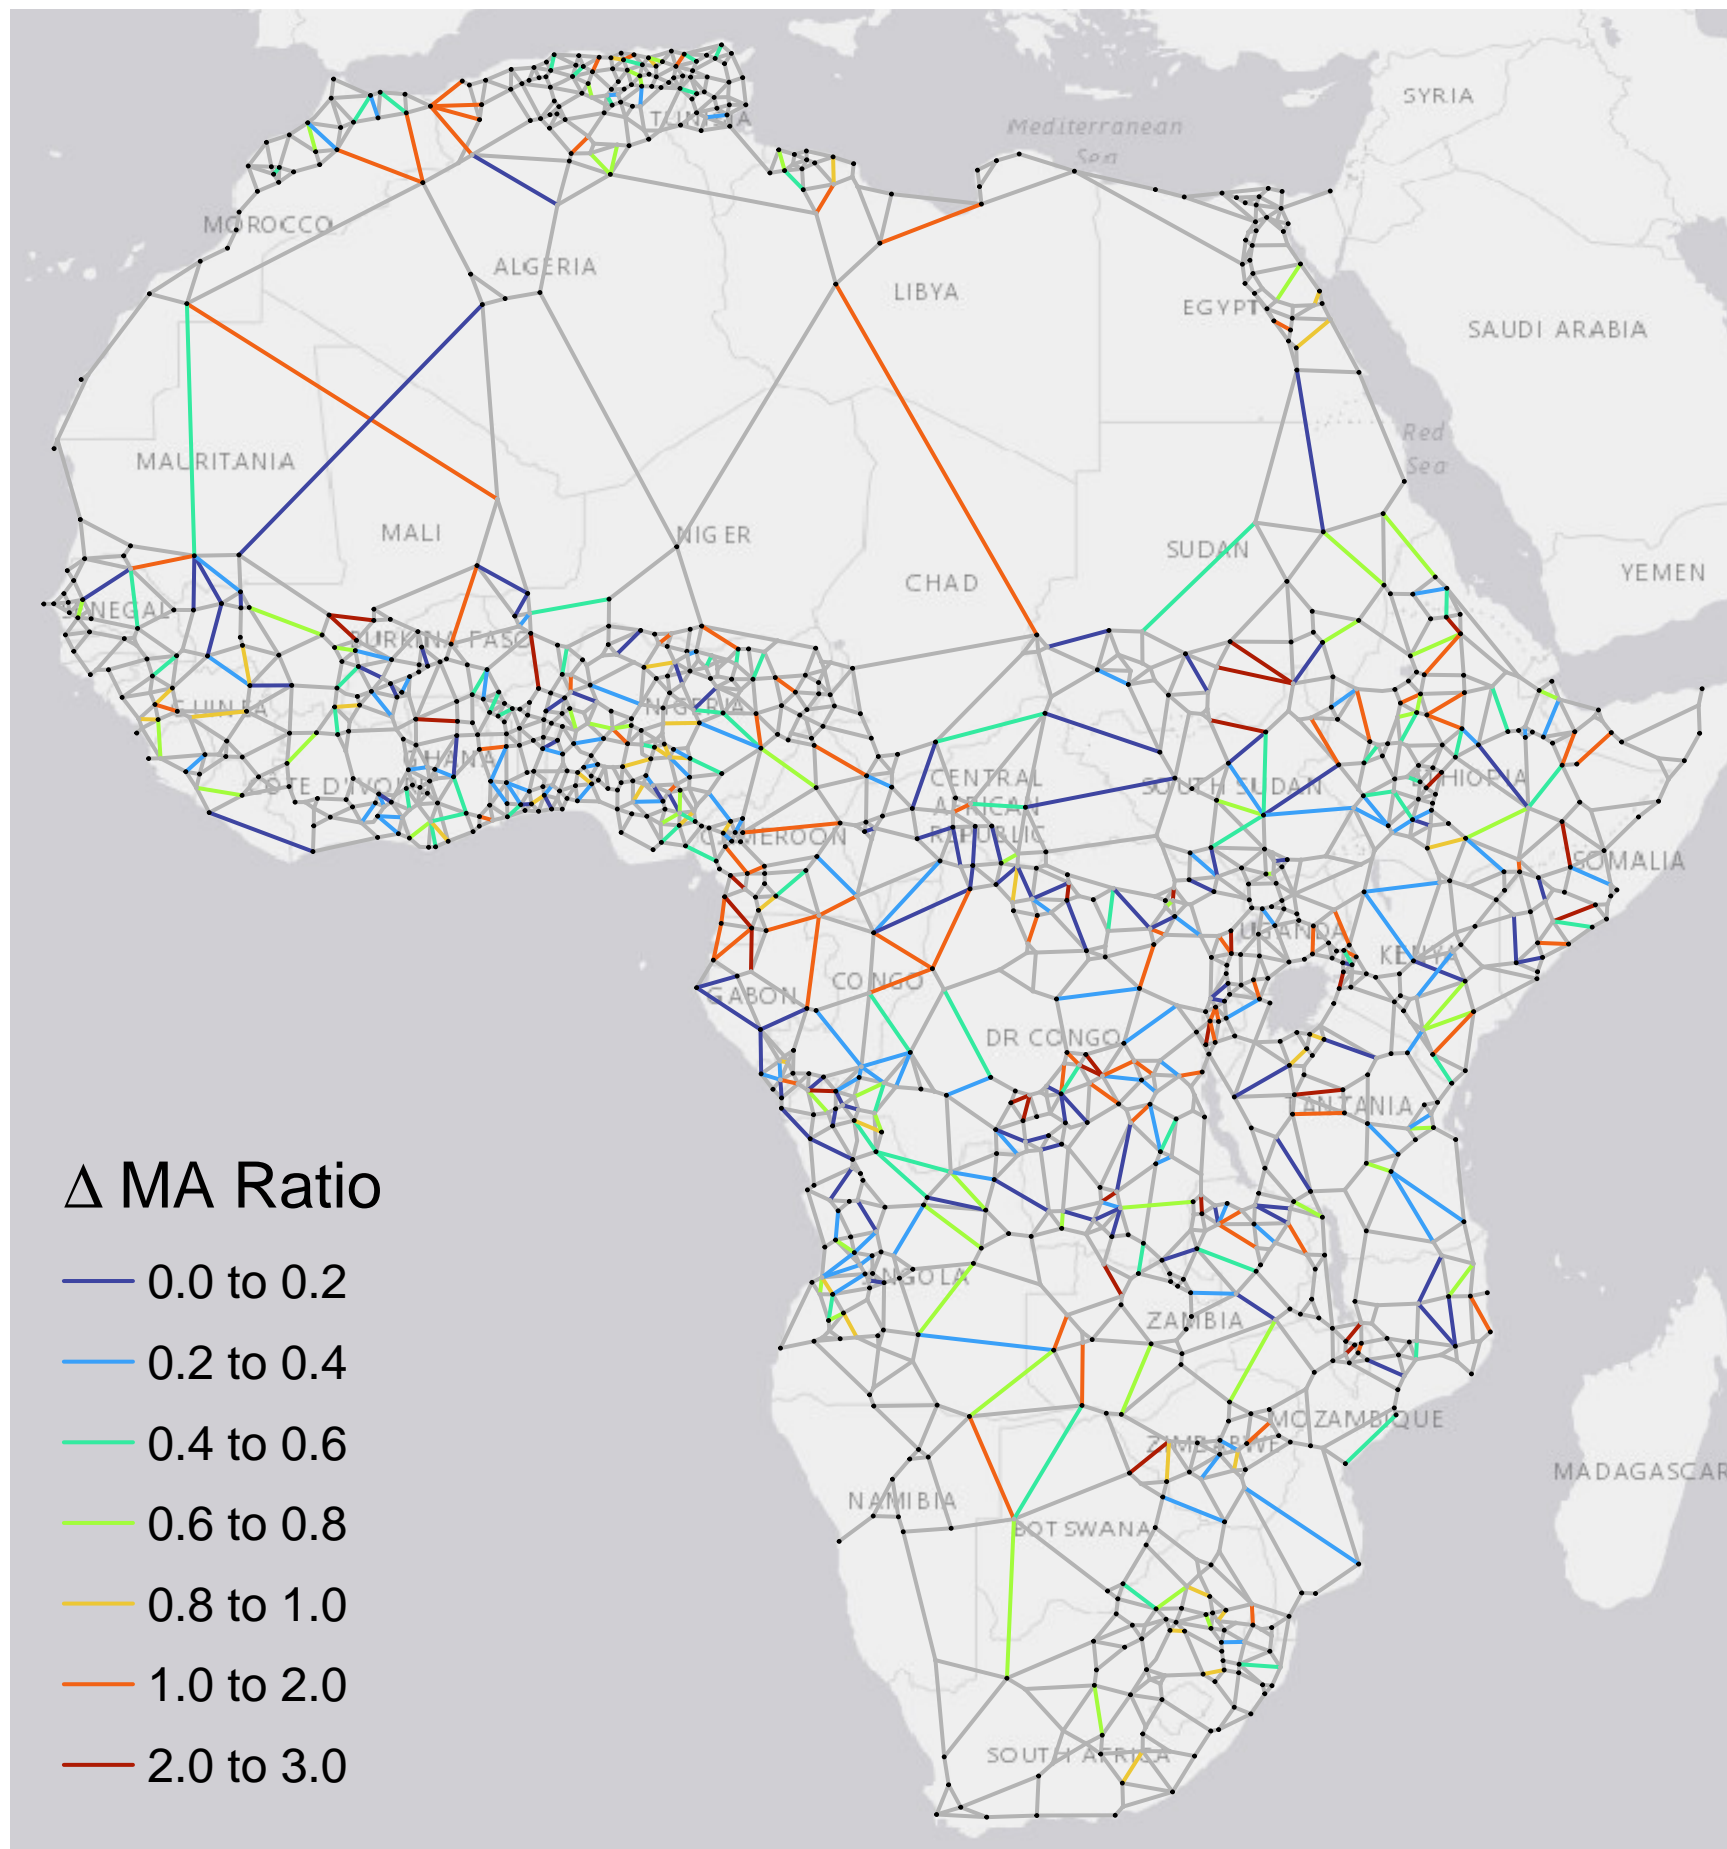 SYRIA
TUNISIA
Mediterranean
Sea
MOROCCO
ALGERIA
LIBYA
EGYPT
SAUDI ARABIA
Red
Sea
MAURITANIA
MALI
NIGER
SUDAN
CHAD
YEMEN
SENEGAL
BURKINA FASO
GUINEA
NIGERIA
GHANA
CÔTE D'IVOIRE
CENTRAL
AFRICAN
REPUBLIC
SOUTH SUDAN
ETHIOPIA
CAMEROON
SOMALIA
UGANDA
KENYA
GABON
CONGO
DR CONGO
TANZANIA
Δ MA Ratio
0.0 to 0.2
0.2 to 0.4
0.4 to 0.6
0.6 to 0.8
0.8 to 1.0
1.0 to 2.0
2.0 to 3.0
ANGOLA
ZAMBIA
MOZAMBIQUE
ZIMBABWE
MADAGASCAR
NAMIBIA
BOTSWANA
SOUTH AFRICA